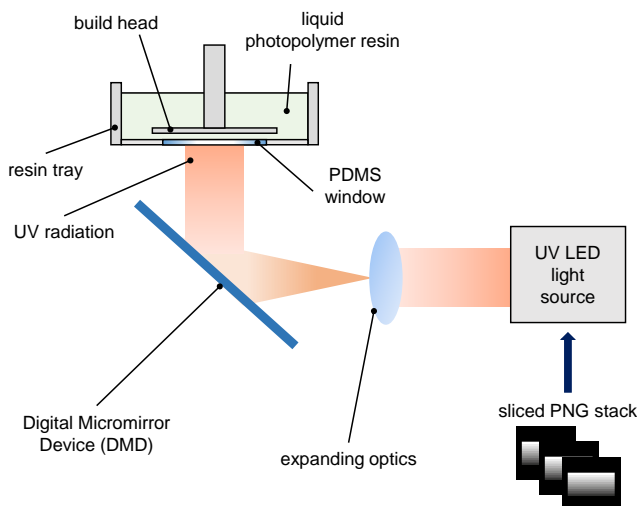 build head
liquid
photopolymer resin
resin tray
UV radiation
PDMS
window
UV LED
light
source
Digital Micromirror
Device (DMD)
expanding optics
sliced PNG stack